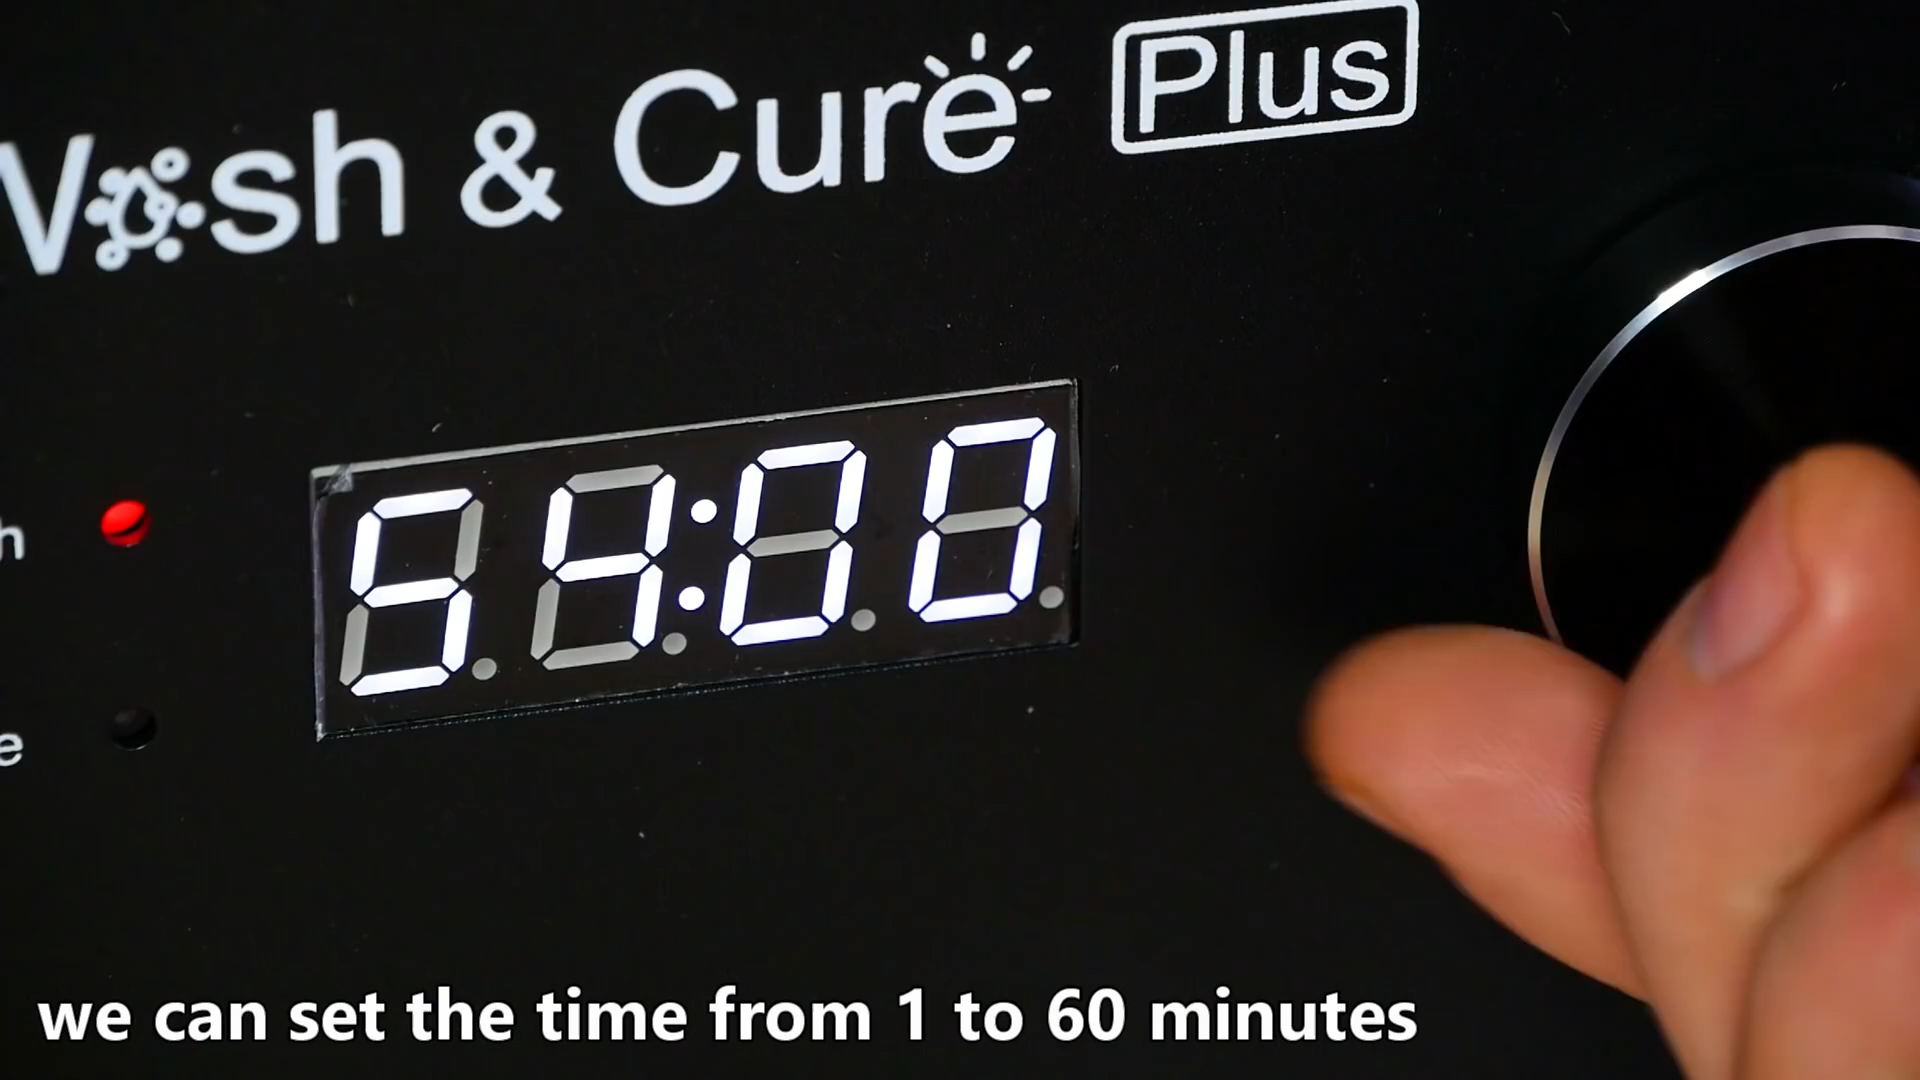 Wash & Cure Plus
h
54:00
e
we can set the time from 1 to 60 minutes